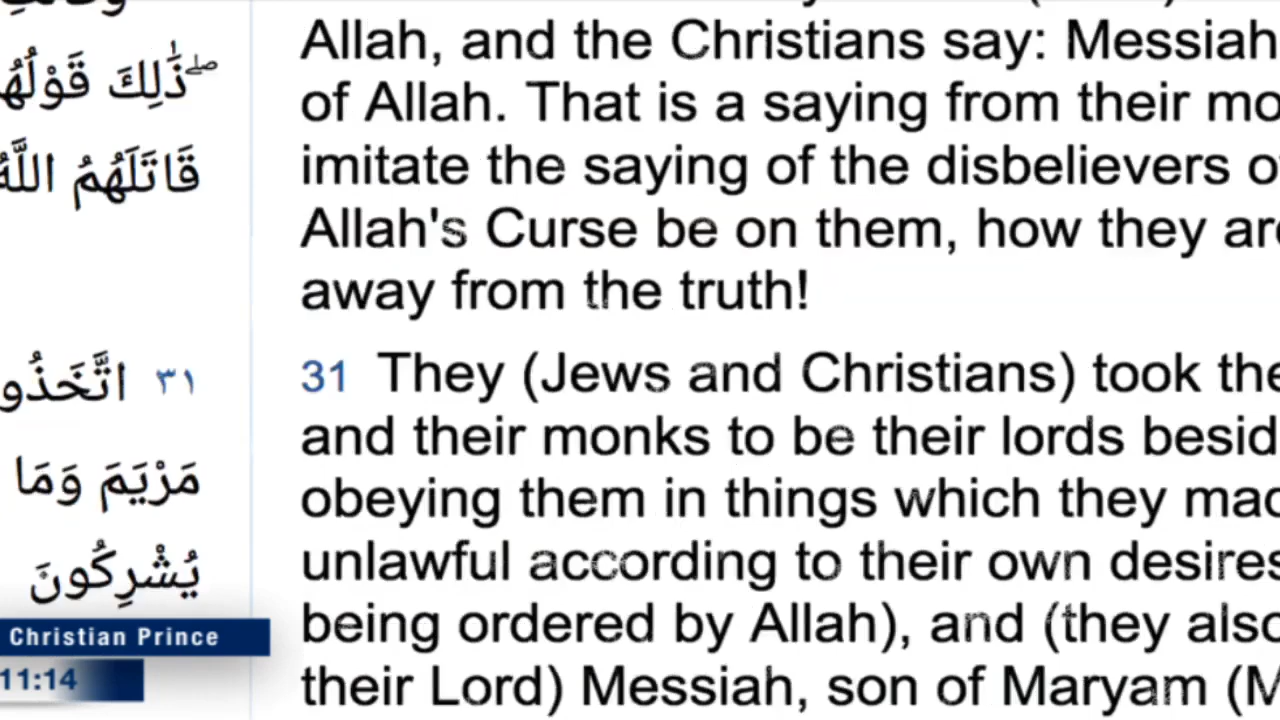 ذَٰلِكَ
قَاتَلَهُمُ
٣١ اتَّخَذُو
مَرْيَمَ وَمَا
يُشْرِكُونَ
Allah, and the Christians say: Messiah
of Allah. That is a saying from their
imitate the saying of the disbelievers
Allah's Curse be on them, how they
away from the truth!
31 They (Jews and Christians) took
and their monks to be their lords
obeying them in things which they
unlawful according to their own desires
being ordered by Allah), and (they
their Lord) Messiah, son of Maryam
Christian Prince
11:14